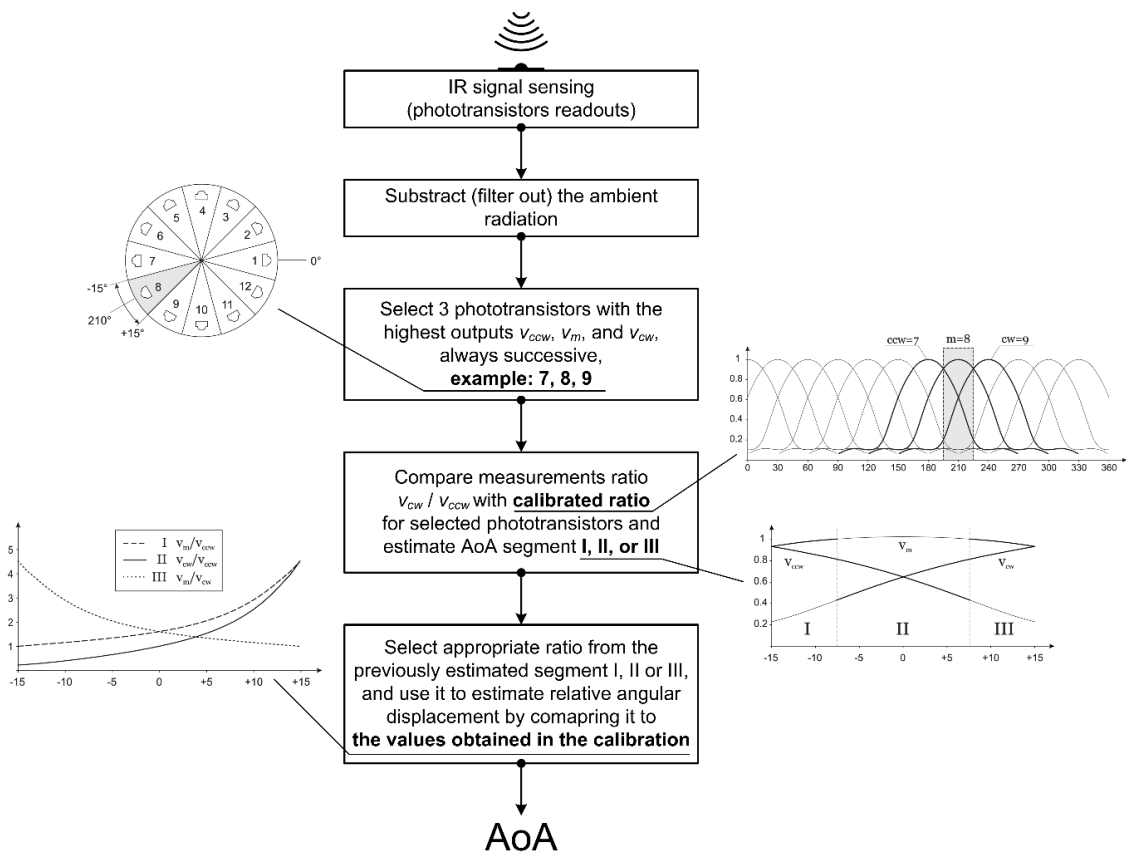 IR signal sensing
(phototransistors readouts)
Substract (filter out) the ambient
radiation
4
5
3
6
2
7
1
0°
8
12
9
10
11
-15°
210°
+15°
Select 3 phototransistors with the
highest outputs vccw, vm, and vcw,
always successive,
example: 7, 8, 9
ccw=7
m=8
cw=9
1
0.8
0.6
0.4
0.2
0 30 60 90 120 150 180 210 240 270 300 330 360
Compare measurements ratio
vcw / vccw with calibrated ratio
for selected phototransistors and
estimate AoA segment I, II, or III
1
0.8
0.6
0.4
0.2
vm
vccw
vcw
I II III
-15 -10 -5 0 +5 +10 +15
I vm/vccw
II vcw/vccw
III vm/vcw
5
4
3
2
1
-15 -10 -5 0 +5 +10 +15
Select appropriate ratio from the
previously estimated segment I, II or III,
and use it to estimate relative angular
displacement by comapring it to
the values obtained in the calibration
AoA